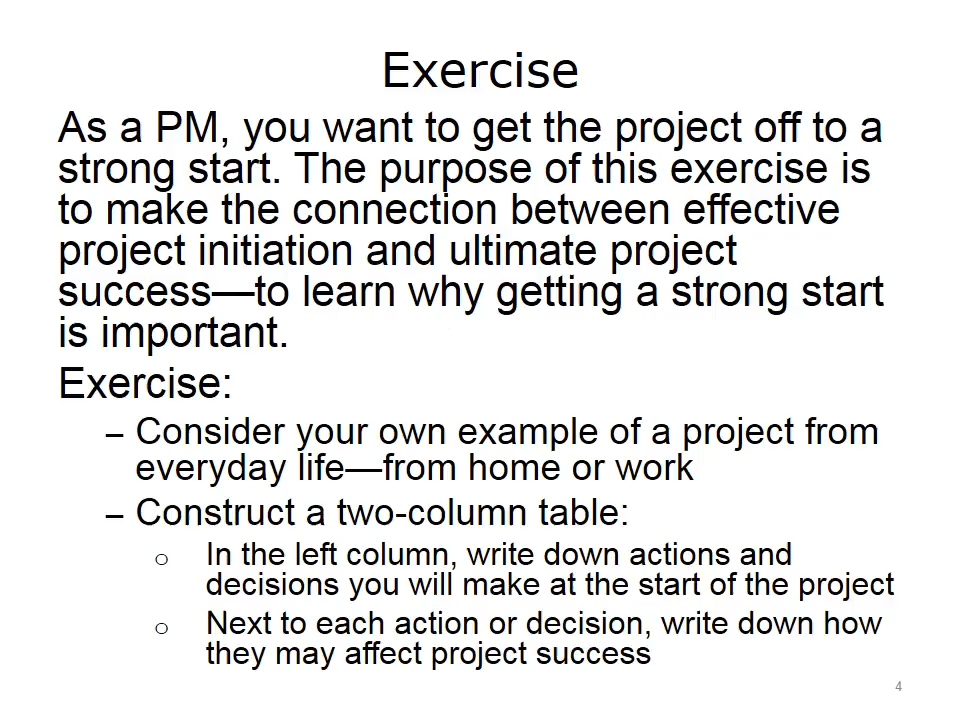 Exercise
As a PM, you want to get the project off to a
strong start. The purpose of this exercise is
to make the connection between effective
project initiation and ultimate project
success—to learn why getting a strong start
is important.
Exercise:
– Consider your own example of a project from
everyday life—from home or work
– Construct a two-column table:
o In the left column, write down actions and
decisions you will make at the start of the project
o Next to each action or decision, write down how
they may affect project success
4